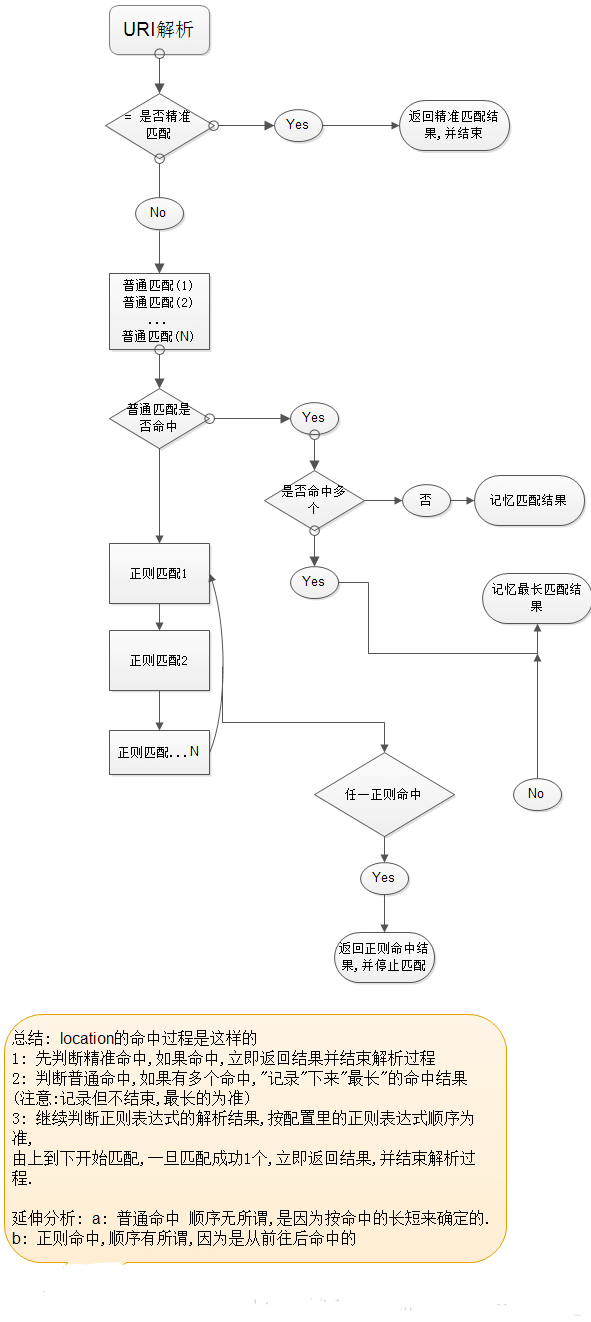 URI解析
= 是否精准
匹配
Yes
返回精准匹配结
果,并结束
No
普通匹配(1)
普通匹配(2)
...
普通匹配(N)
普通匹配是
否命中
Yes
是否命中多
个
否
记忆匹配结果
Yes
记忆最长匹配结
果
正则匹配1
正则匹配2
正则匹配...N
任一正则命中
No
Yes
返回正则命中结
果,并停止匹配
总结: location的命中过程是这样的
1: 先判断精准命中,如果命中,立即返回结果并结束解析过程
2: 判断普通命中,如果有多个命中,"记录"下来"最长"的命中结果
(注意:记录但不结束,最长的为准)
3: 继续判断正则表达式的解析结果,按配置里的正则表达式顺序为
准,
由上到下开始匹配,一旦匹配成功1个,立即返回结果,并结束解析过
程.
延伸分析: a: 普通命中 顺序无所谓,是因为按命中的长短来确定的.
b: 正则命中,顺序有所谓,因为是从前往后命中的